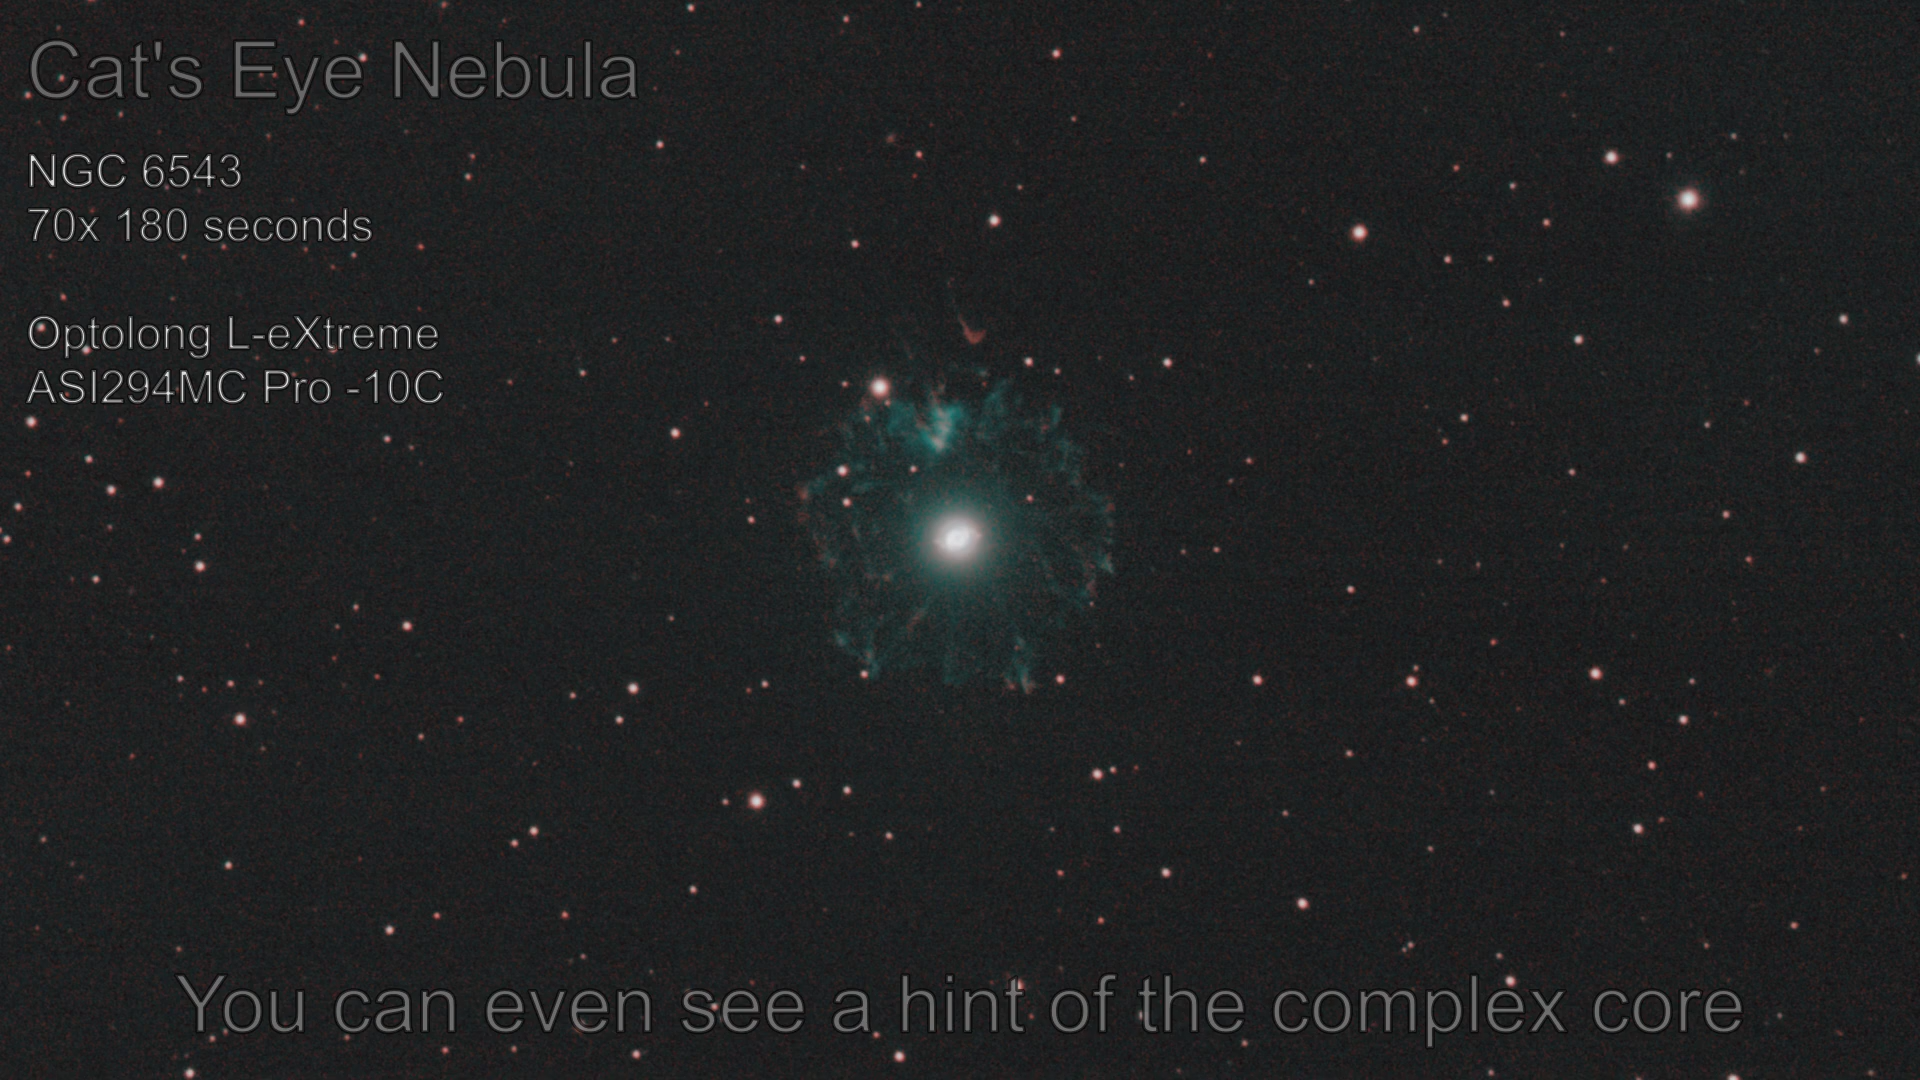 Cat's Eye Nebula
NGC 6543
70x 180 seconds
Optolong L-eXtreme
ASI294MC Pro -10C
You can even see a hint of the complex core